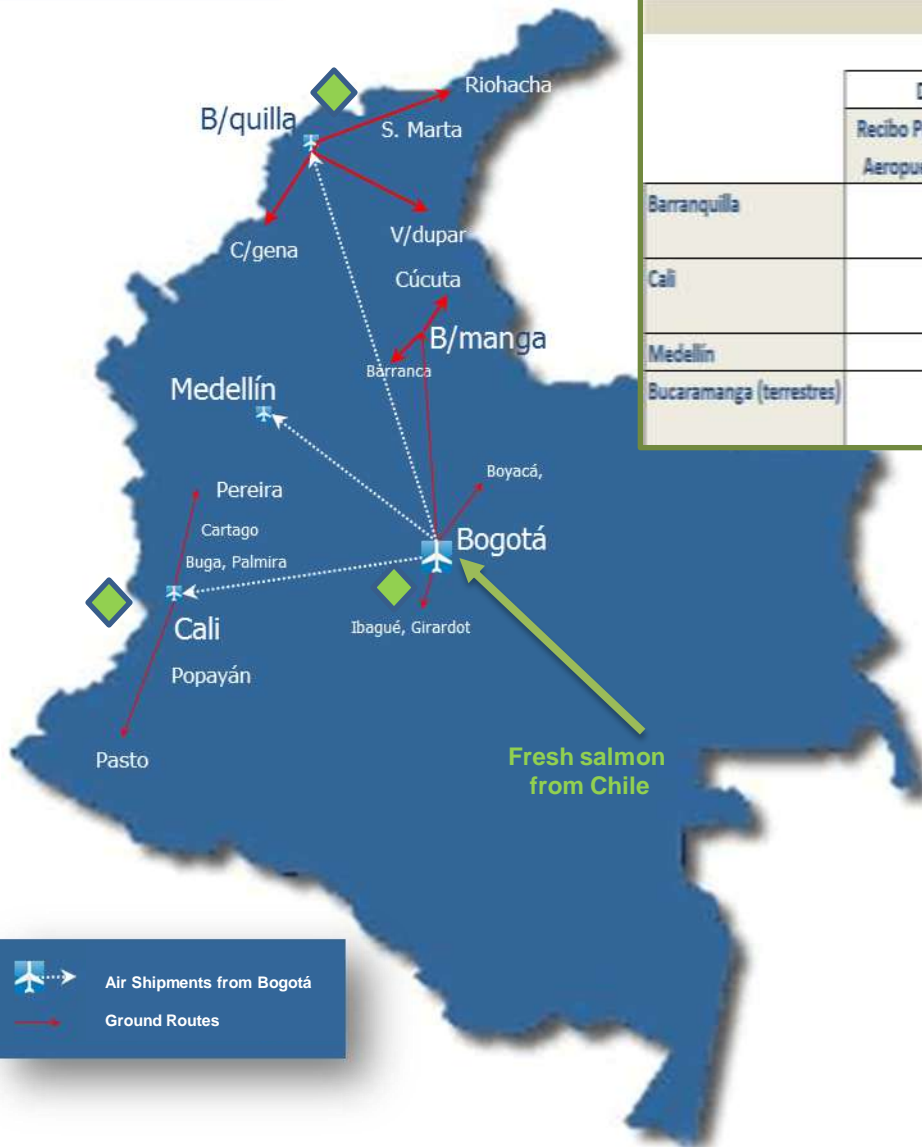 Riohacha
B/quilla
S. Marta
C/gena
V/dupar
Cúcuta
B/manga
Barranca
Medellín
Boyacá,
Pereira
Cartago
Bogotá
Buga, Palmira
Cali
Ibagué, Girardot
Popayán
Pasto
Fresh salmon
from Chile
Air Shipments from Bogotá
Ground Routes
Recibo
Barranquilla
Cali
Medellín
Bucaramanga (terrestres)